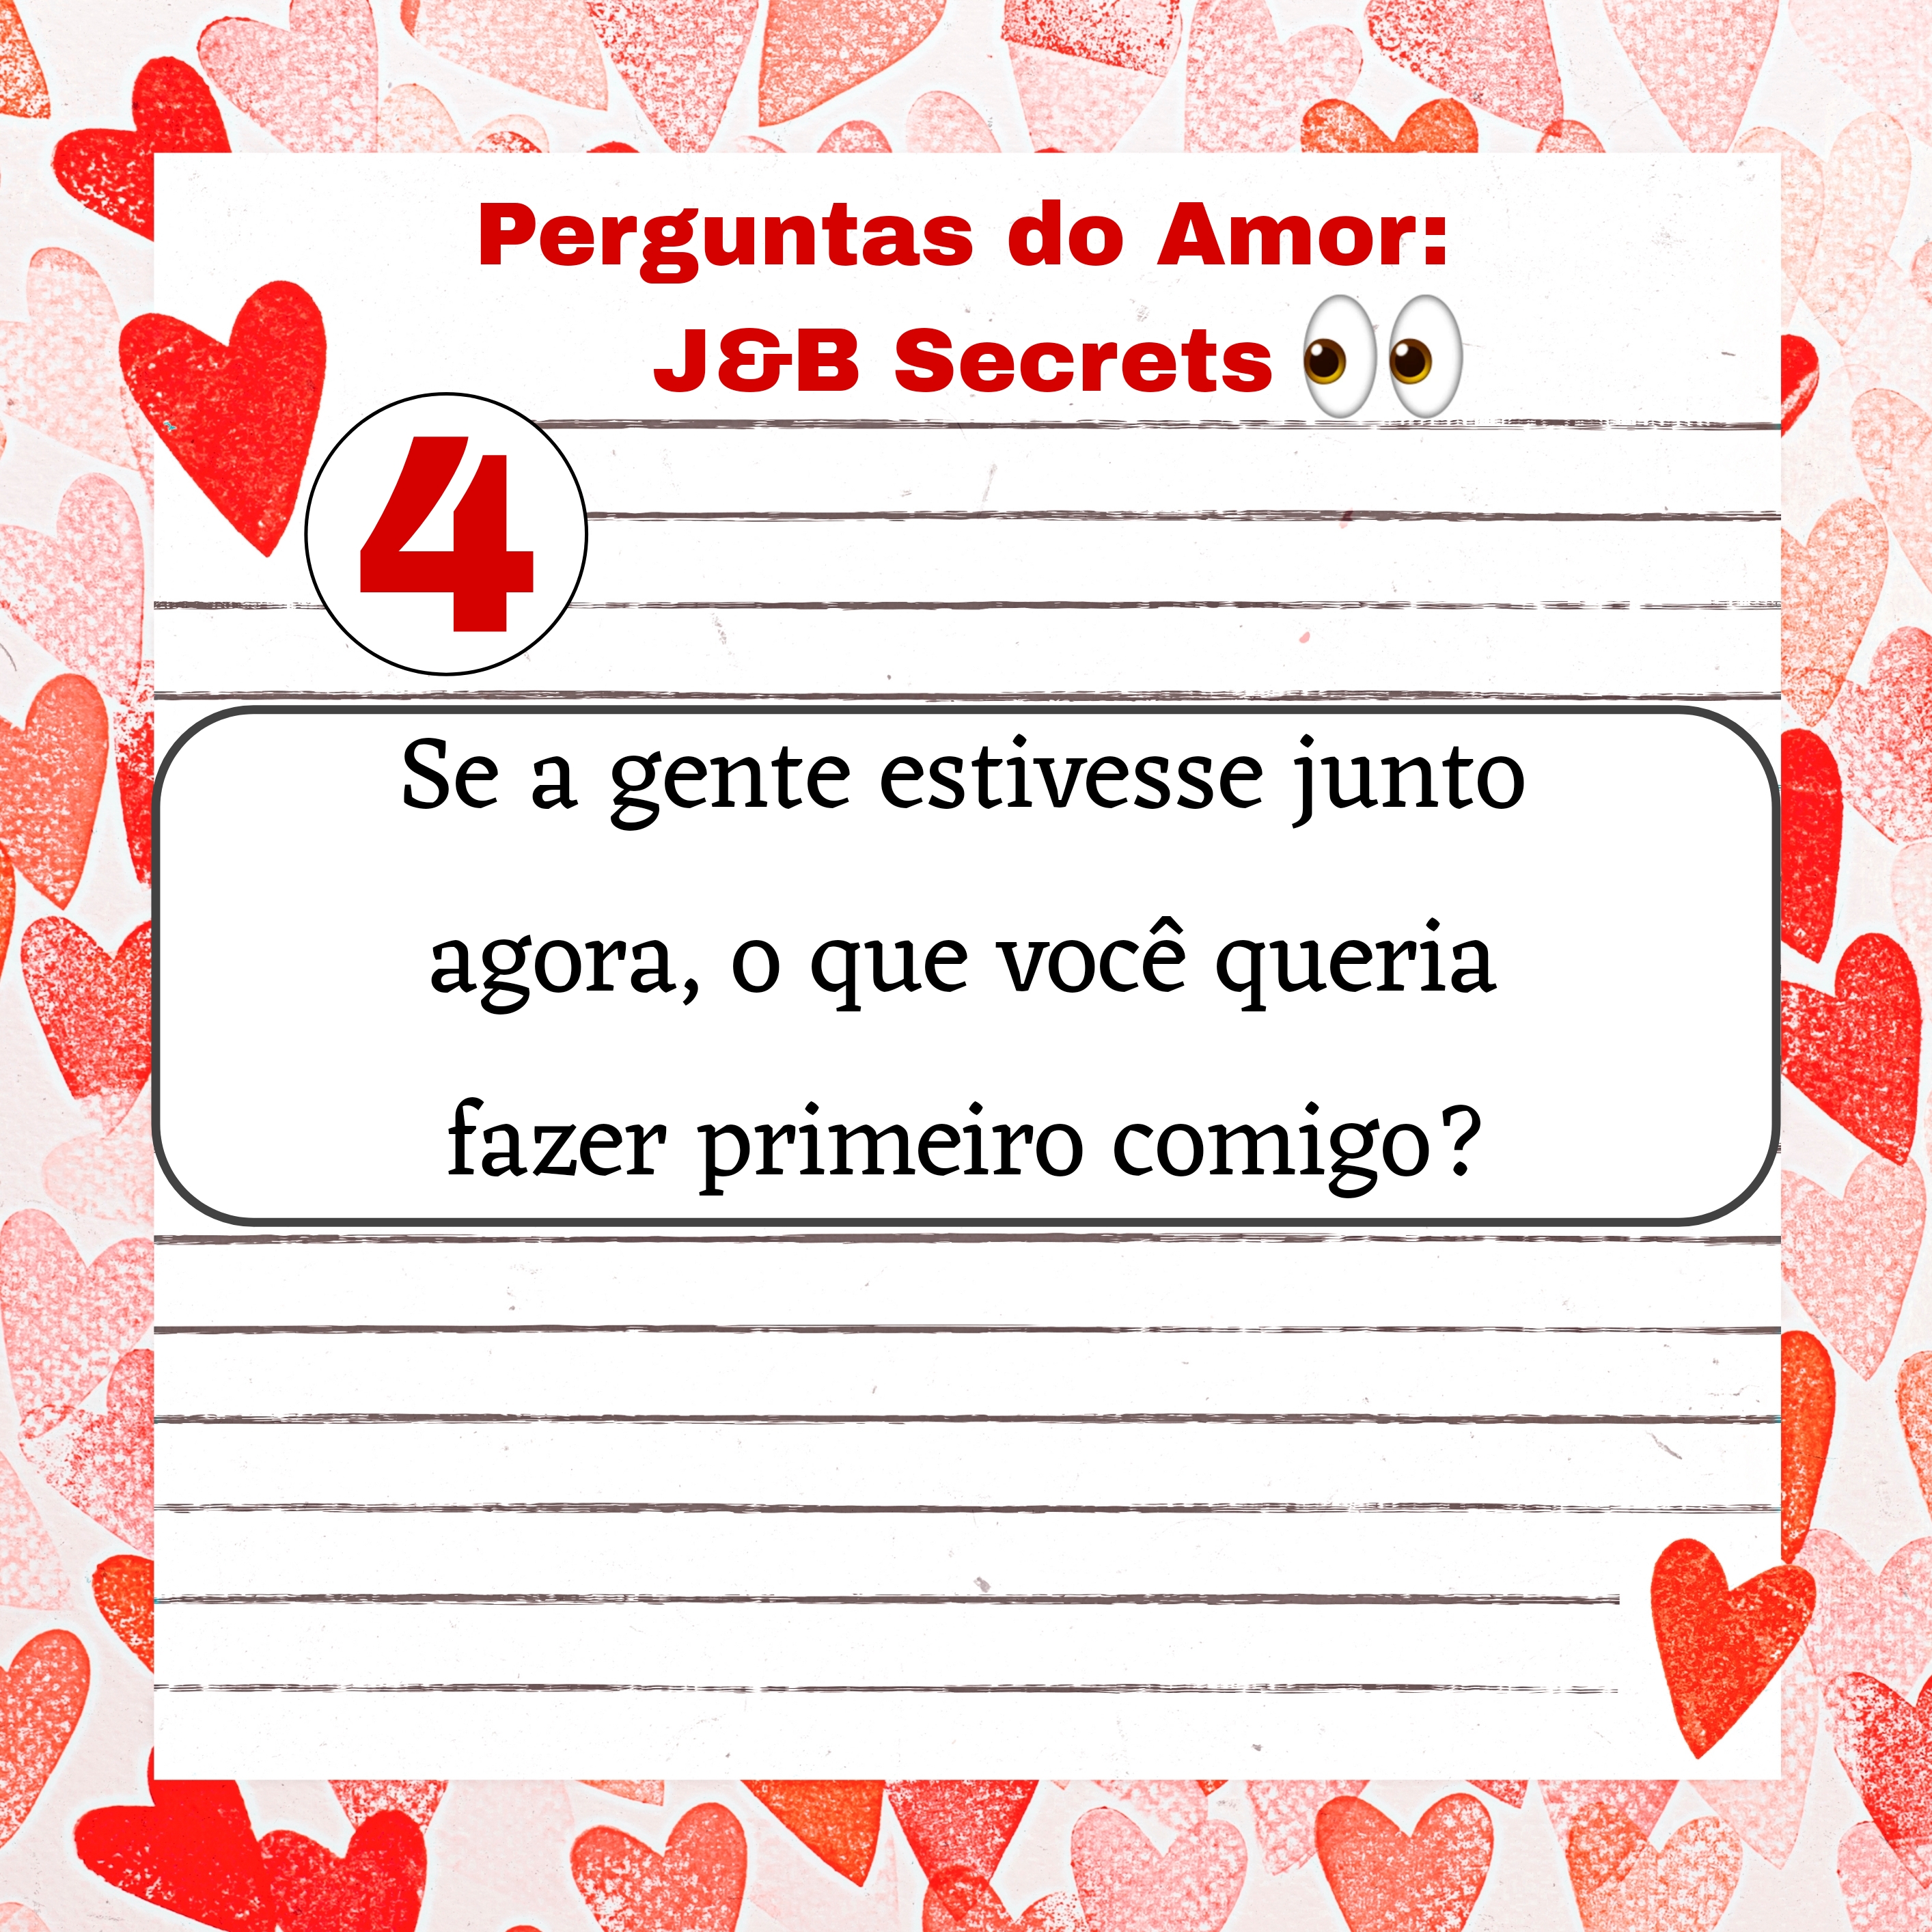 Perguntas do Amor:
J&B Secrets 👀
4
Se a gente estivesse junto
agora, o que você queria
fazer primeiro comigo?